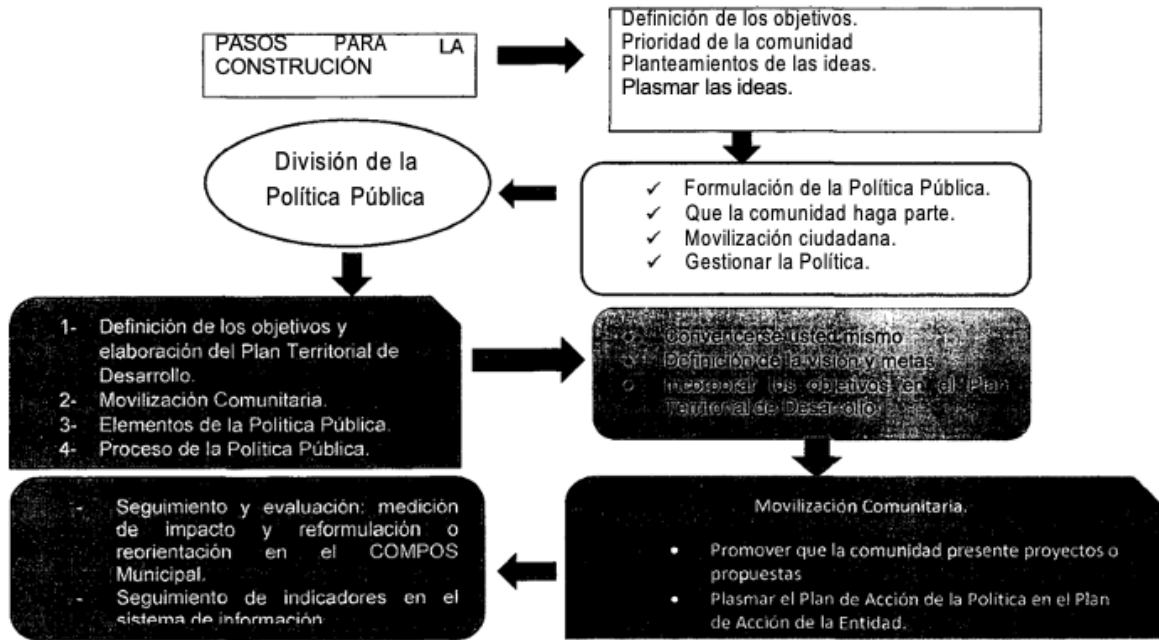 PASOS PARA LA
CONSTRUCIÓN
Definición de los objetivos.
Prioridad de la comunidad
Planteamientos de las ideas.
Plasmar las ideas.
✓ Formulación de la Política Pública.
✓ Que la comunidad haga parte.
✓ Movilización ciudadana.
✓ Gestionar la Política.
División de la
Política Pública
1- Definición de los objetivos y
elaboración del Plan Territorial de
Desarrollo.
2- Movilización Comunitaria.
3- Elementos de la Política Pública.
4- Proceso de la Política Pública.
o Convencerse usted mismo
o Definición de la visión y metas
o Incorporar los objetivos en el Plan
Territorial de Desarrollo
Movilización Comunitaria.
• Promover que la comunidad presente proyectos o
propuestas
• Plasmar el Plan de Acción de la Política en el Plan
de Acción de la Entidad.
- Seguimiento y evaluación: medición
de impacto y reformulación o
reorientación en el COMPOS
Municipal.
- Seguimiento de indicadores en el
sistema de información